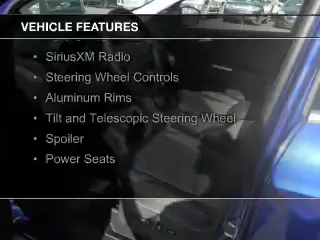 VEHICLE FEATURES
• SiriusXM Radio
• Steering Wheel Controls
• Aluminum Rims
• Tilt and Telescopic Steering Wheel
• Spoiler
• Power Seats